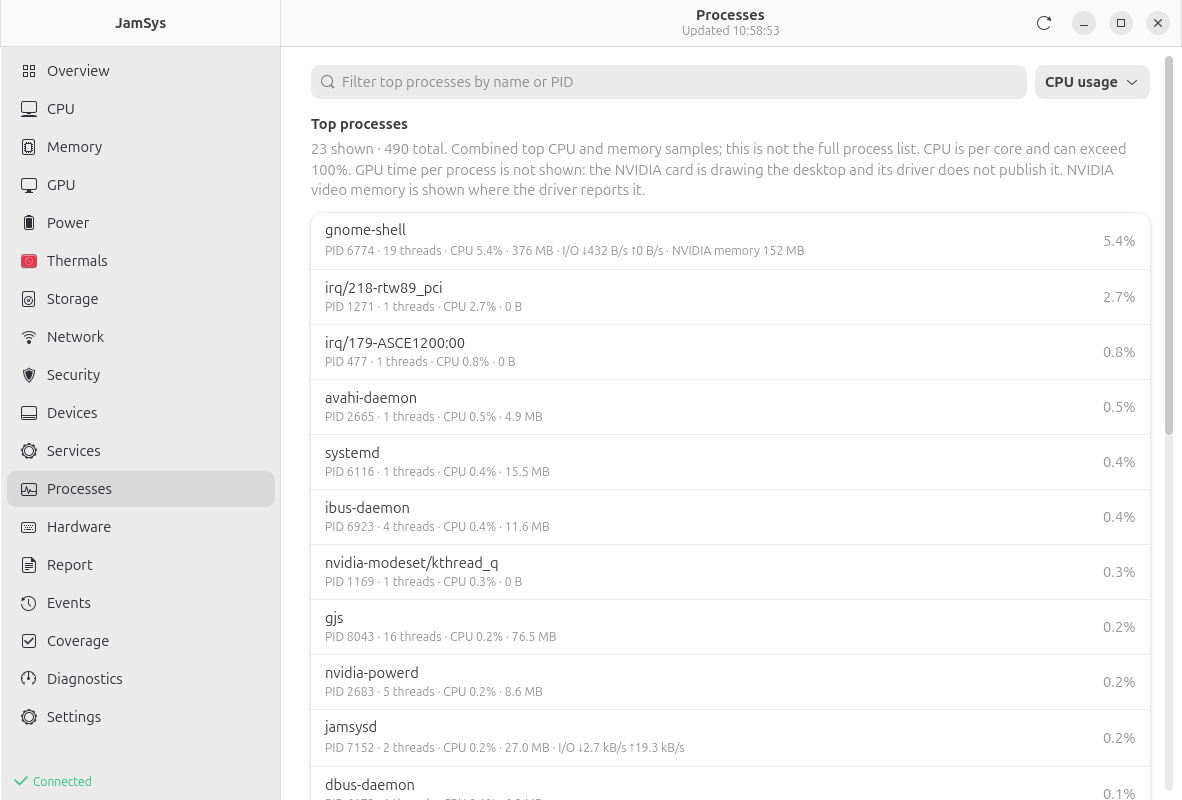 JamSys
Processes
Updated 10:58:53
Overview
CPU
Memory
GPU
Power
Thermals
Storage
Network
Security
Devices
Services
Processes
Hardware
Report
Events
Coverage
Diagnostics
Settings
Connected
Filter top processes by name or PID
CPU usage
Top processes
23 shown · 490 total. Combined top CPU and memory samples; this is not the full process list. CPU is per core and can exceed
100%. GPU time per process is not shown: the NVIDIA card is drawing the desktop and its driver does not publish it. NVIDIA
video memory is shown where the driver reports it.
gnome-shell
PID 6774 · 19 threads · CPU 5.4% · 376 MB · I/O ↓432 B/s ↑0 B/s · NVIDIA memory 152 MB
5.4%
irq/218-rtw89_pci
PID 1271 · 1 threads · CPU 2.7% · 0 B
2.7%
irq/179-ASCE1200:00
PID 477 · 1 threads · CPU 0.8% · 0 B
0.8%
avahi-daemon
PID 2665 · 1 threads · CPU 0.5% · 4.9 MB
0.5%
systemd
PID 6116 · 1 threads · CPU 0.4% · 15.5 MB
0.4%
ibus-daemon
PID 6923 · 4 threads · CPU 0.4% · 11.6 MB
0.4%
nvidia-modeset/kthread_q
PID 1169 · 1 threads · CPU 0.3% · 0 B
0.3%
gjs
PID 8043 · 16 threads · CPU 0.2% · 76.5 MB
0.2%
nvidia-powerd
PID 2683 · 5 threads · CPU 0.2% · 8.6 MB
0.2%
jamsysd
PID 7152 · 2 threads · CPU 0.2% · 27.0 MB · I/O ↓2.7 kB/s ↑19.3 kB/s
0.2%
dbus-daemon
0.1%